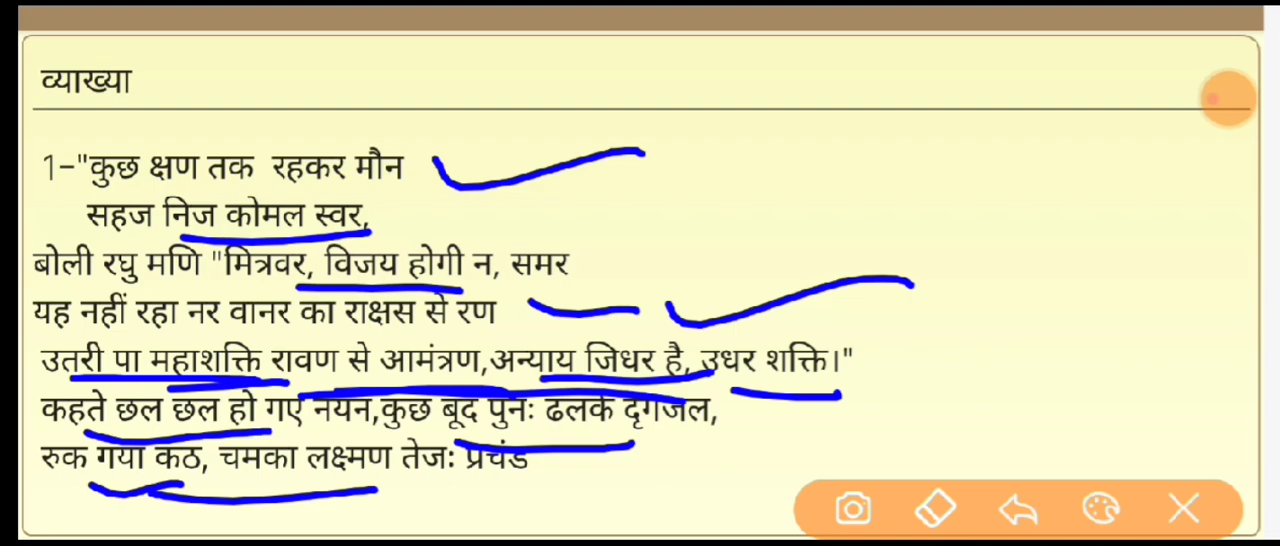 व्याख्या
1-"कुछ क्षण तक रहकर मौन
सहज निज कोमल स्वर,
बोली रघु मणि "मित्रवर, विजय होगी न, समर
यह नहीं रहा नर वानर का राक्षस से रण
उतरी पा महाशक्ति रावण से आमंत्रण,अन्याय जिधर है, उधर शक्ति।"
कहते छल छल हो गए नयन,कुछ बूंद पुनः ढलके दृगजल,
रुक गया कंठ, चमका लक्ष्मण तेजः प्रचंड